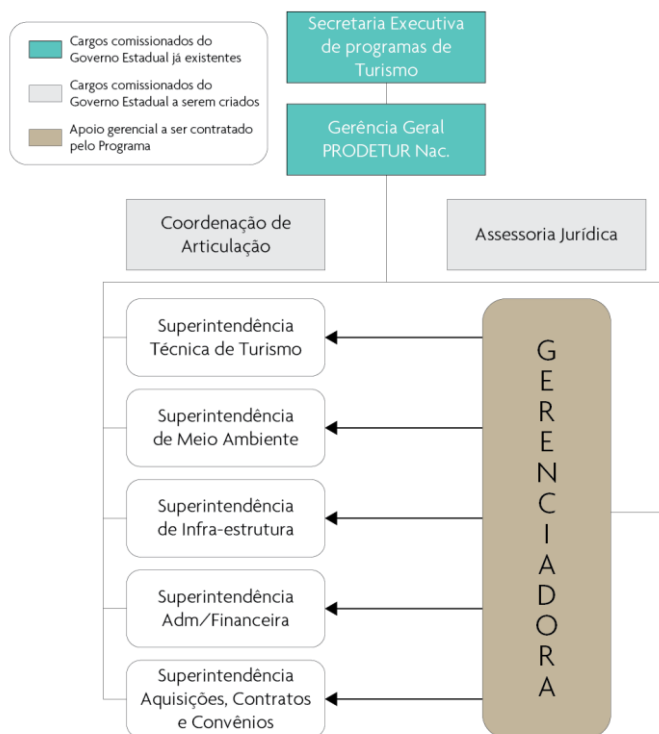 Cargos comissionados do
Governo Estadual já existentes
Cargos comissionados do
Governo Estadual a serem criados
Apoio gerencial a ser contratado
pelo Programa
Secretaria Executiva
de programas de
Turismo
Gerência Geral
PRODETUR Nac.
Coordenação de
Articulação
Assessoria Jurídica
Superintendência
Técnica de Turismo
Superintendência
de Meio Ambiente
Superintendência
de Infra-estrutura
Superintendência
Adm/Financeira
Superintendência
Aquisições, Contratos
e Convênios
GERENCIADORA